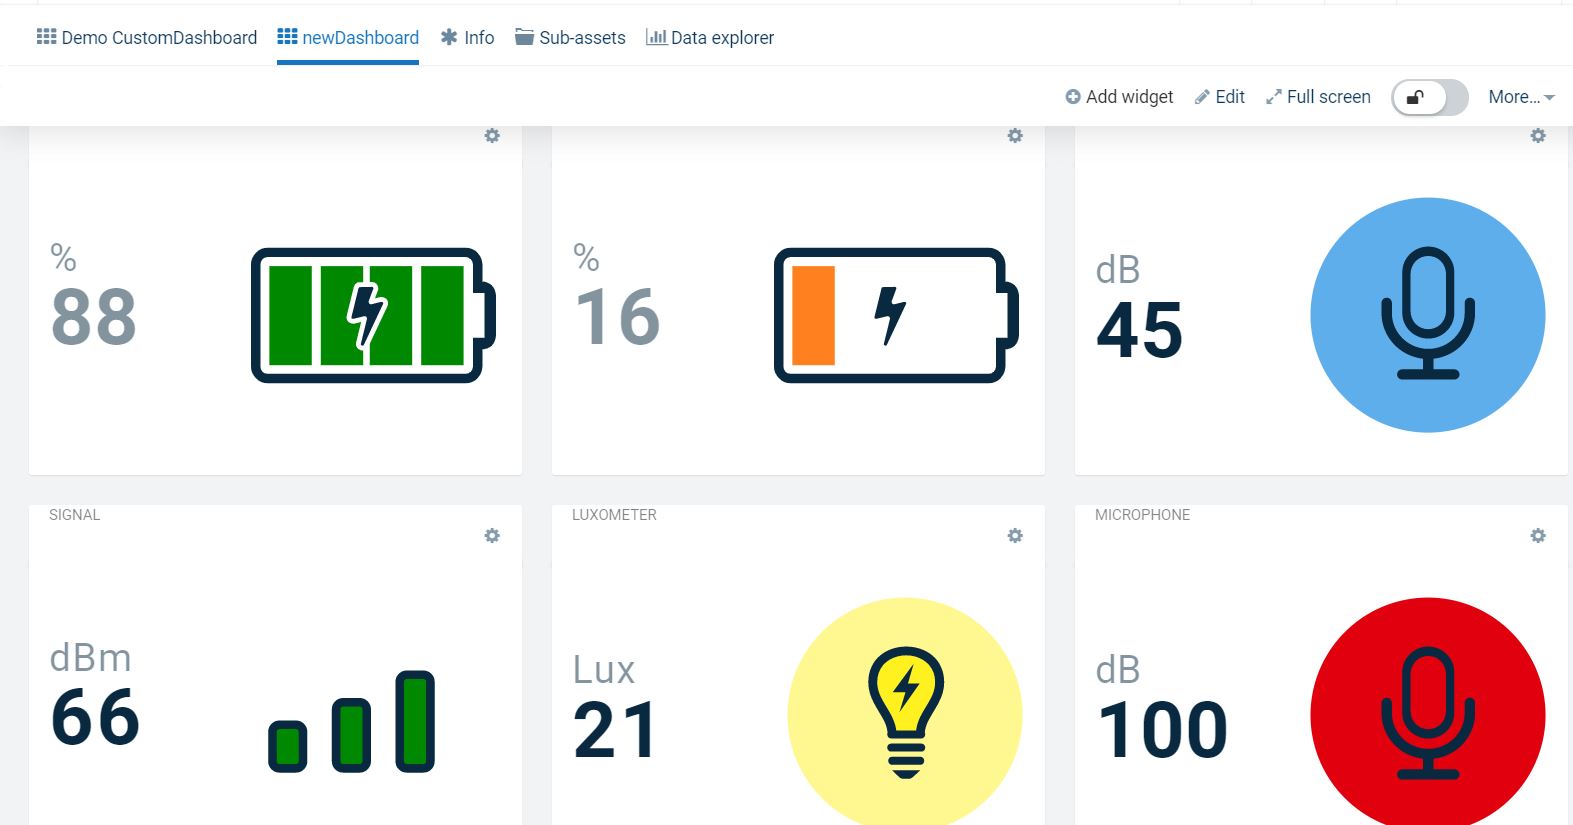 Demo CustomDashboard newDashboard Info Sub-assets Data explorer
Add widget Edit Full screen More...
%
88
%
16
dB
45
SIGNAL
dBm
66
LUXOMETER
Lux
21
MICROPHONE
dB
100